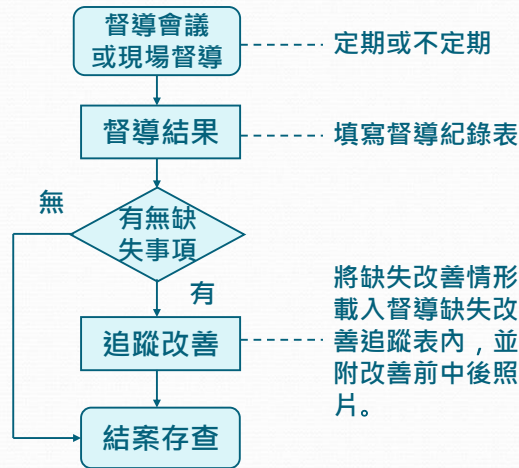 督導會議
或現場督導
定期或不定期
督導結果
填寫督導紀錄表
無
有無缺
失事項
有
追蹤改善
將缺失改善情形
載入督導缺失改
善追蹤表內，並
附改善前中後照
片。
結案存查